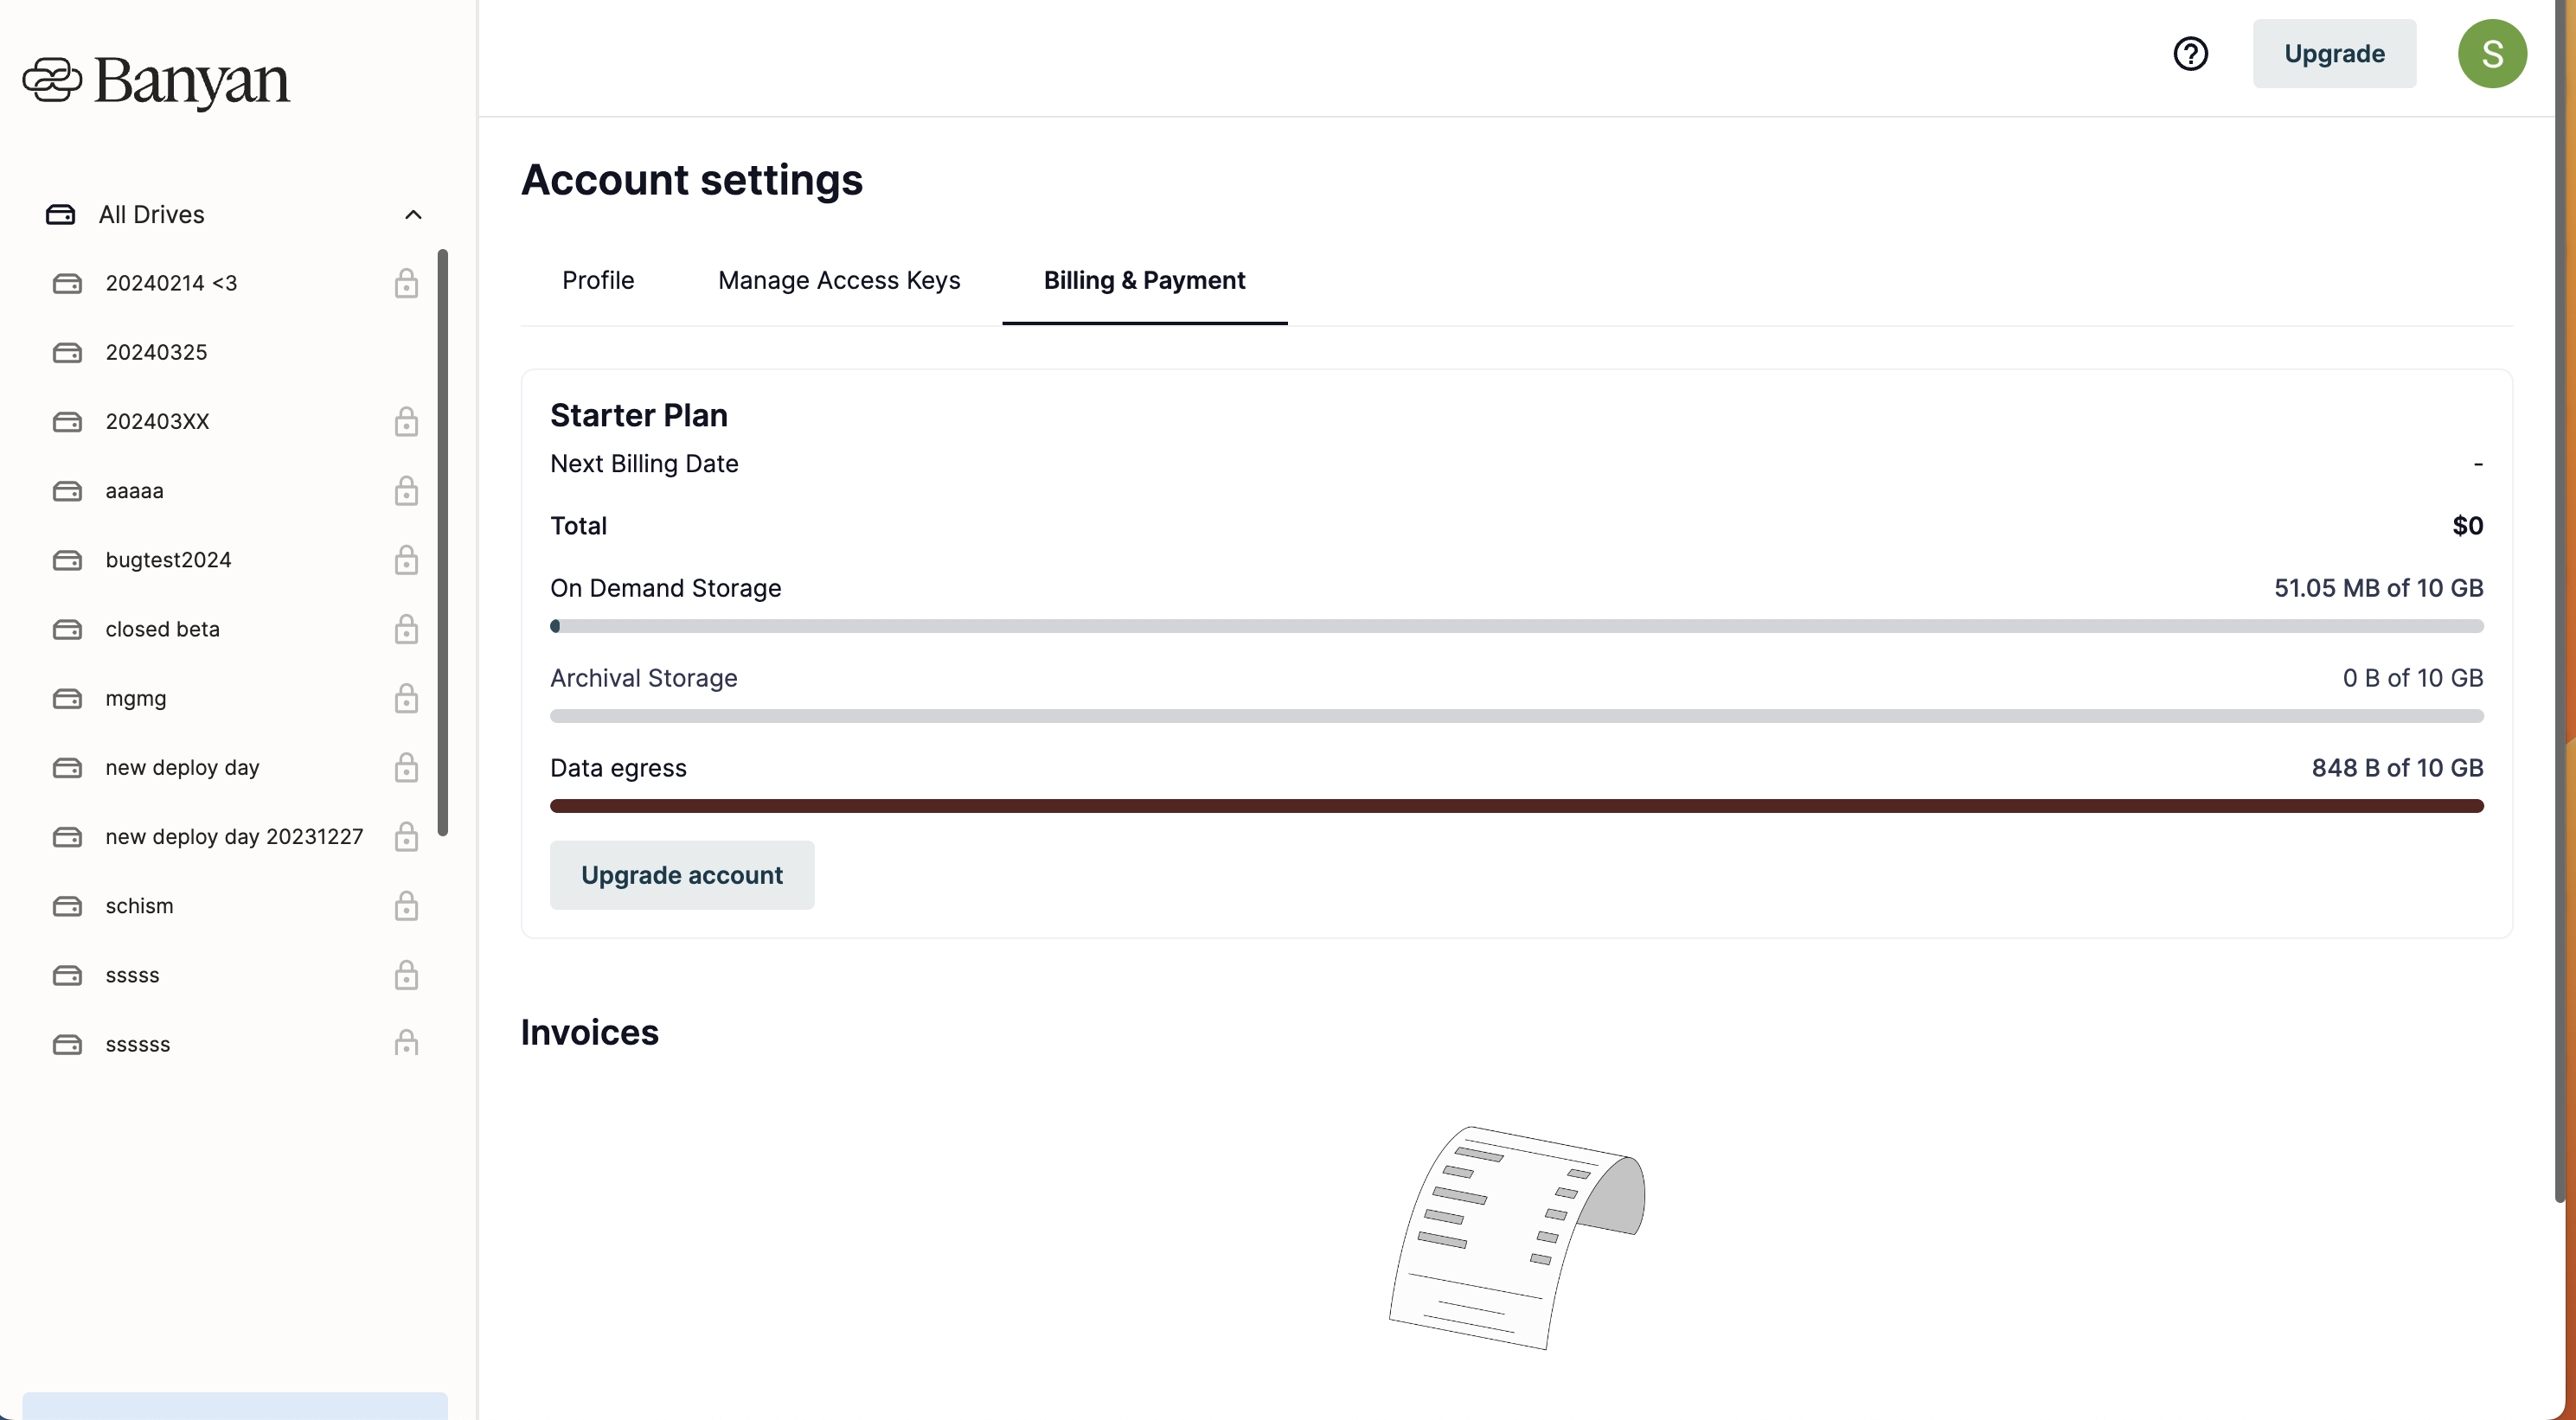 Banyan
Upgrade
S
All Drives
20240214 <3
20240325
202403XX
aaaaa
bugtest2024
closed beta
mgmg
new deploy day
new deploy day 20231227
schism
sssss
ssssss
Account settings
Profile Manage Access Keys Billing & Payment
Starter Plan
Next Billing Date -
Total $0
On Demand Storage 51.05 MB of 10 GB
Archival Storage 0 B of 10 GB
Data egress 848 B of 10 GB
Upgrade account
Invoices